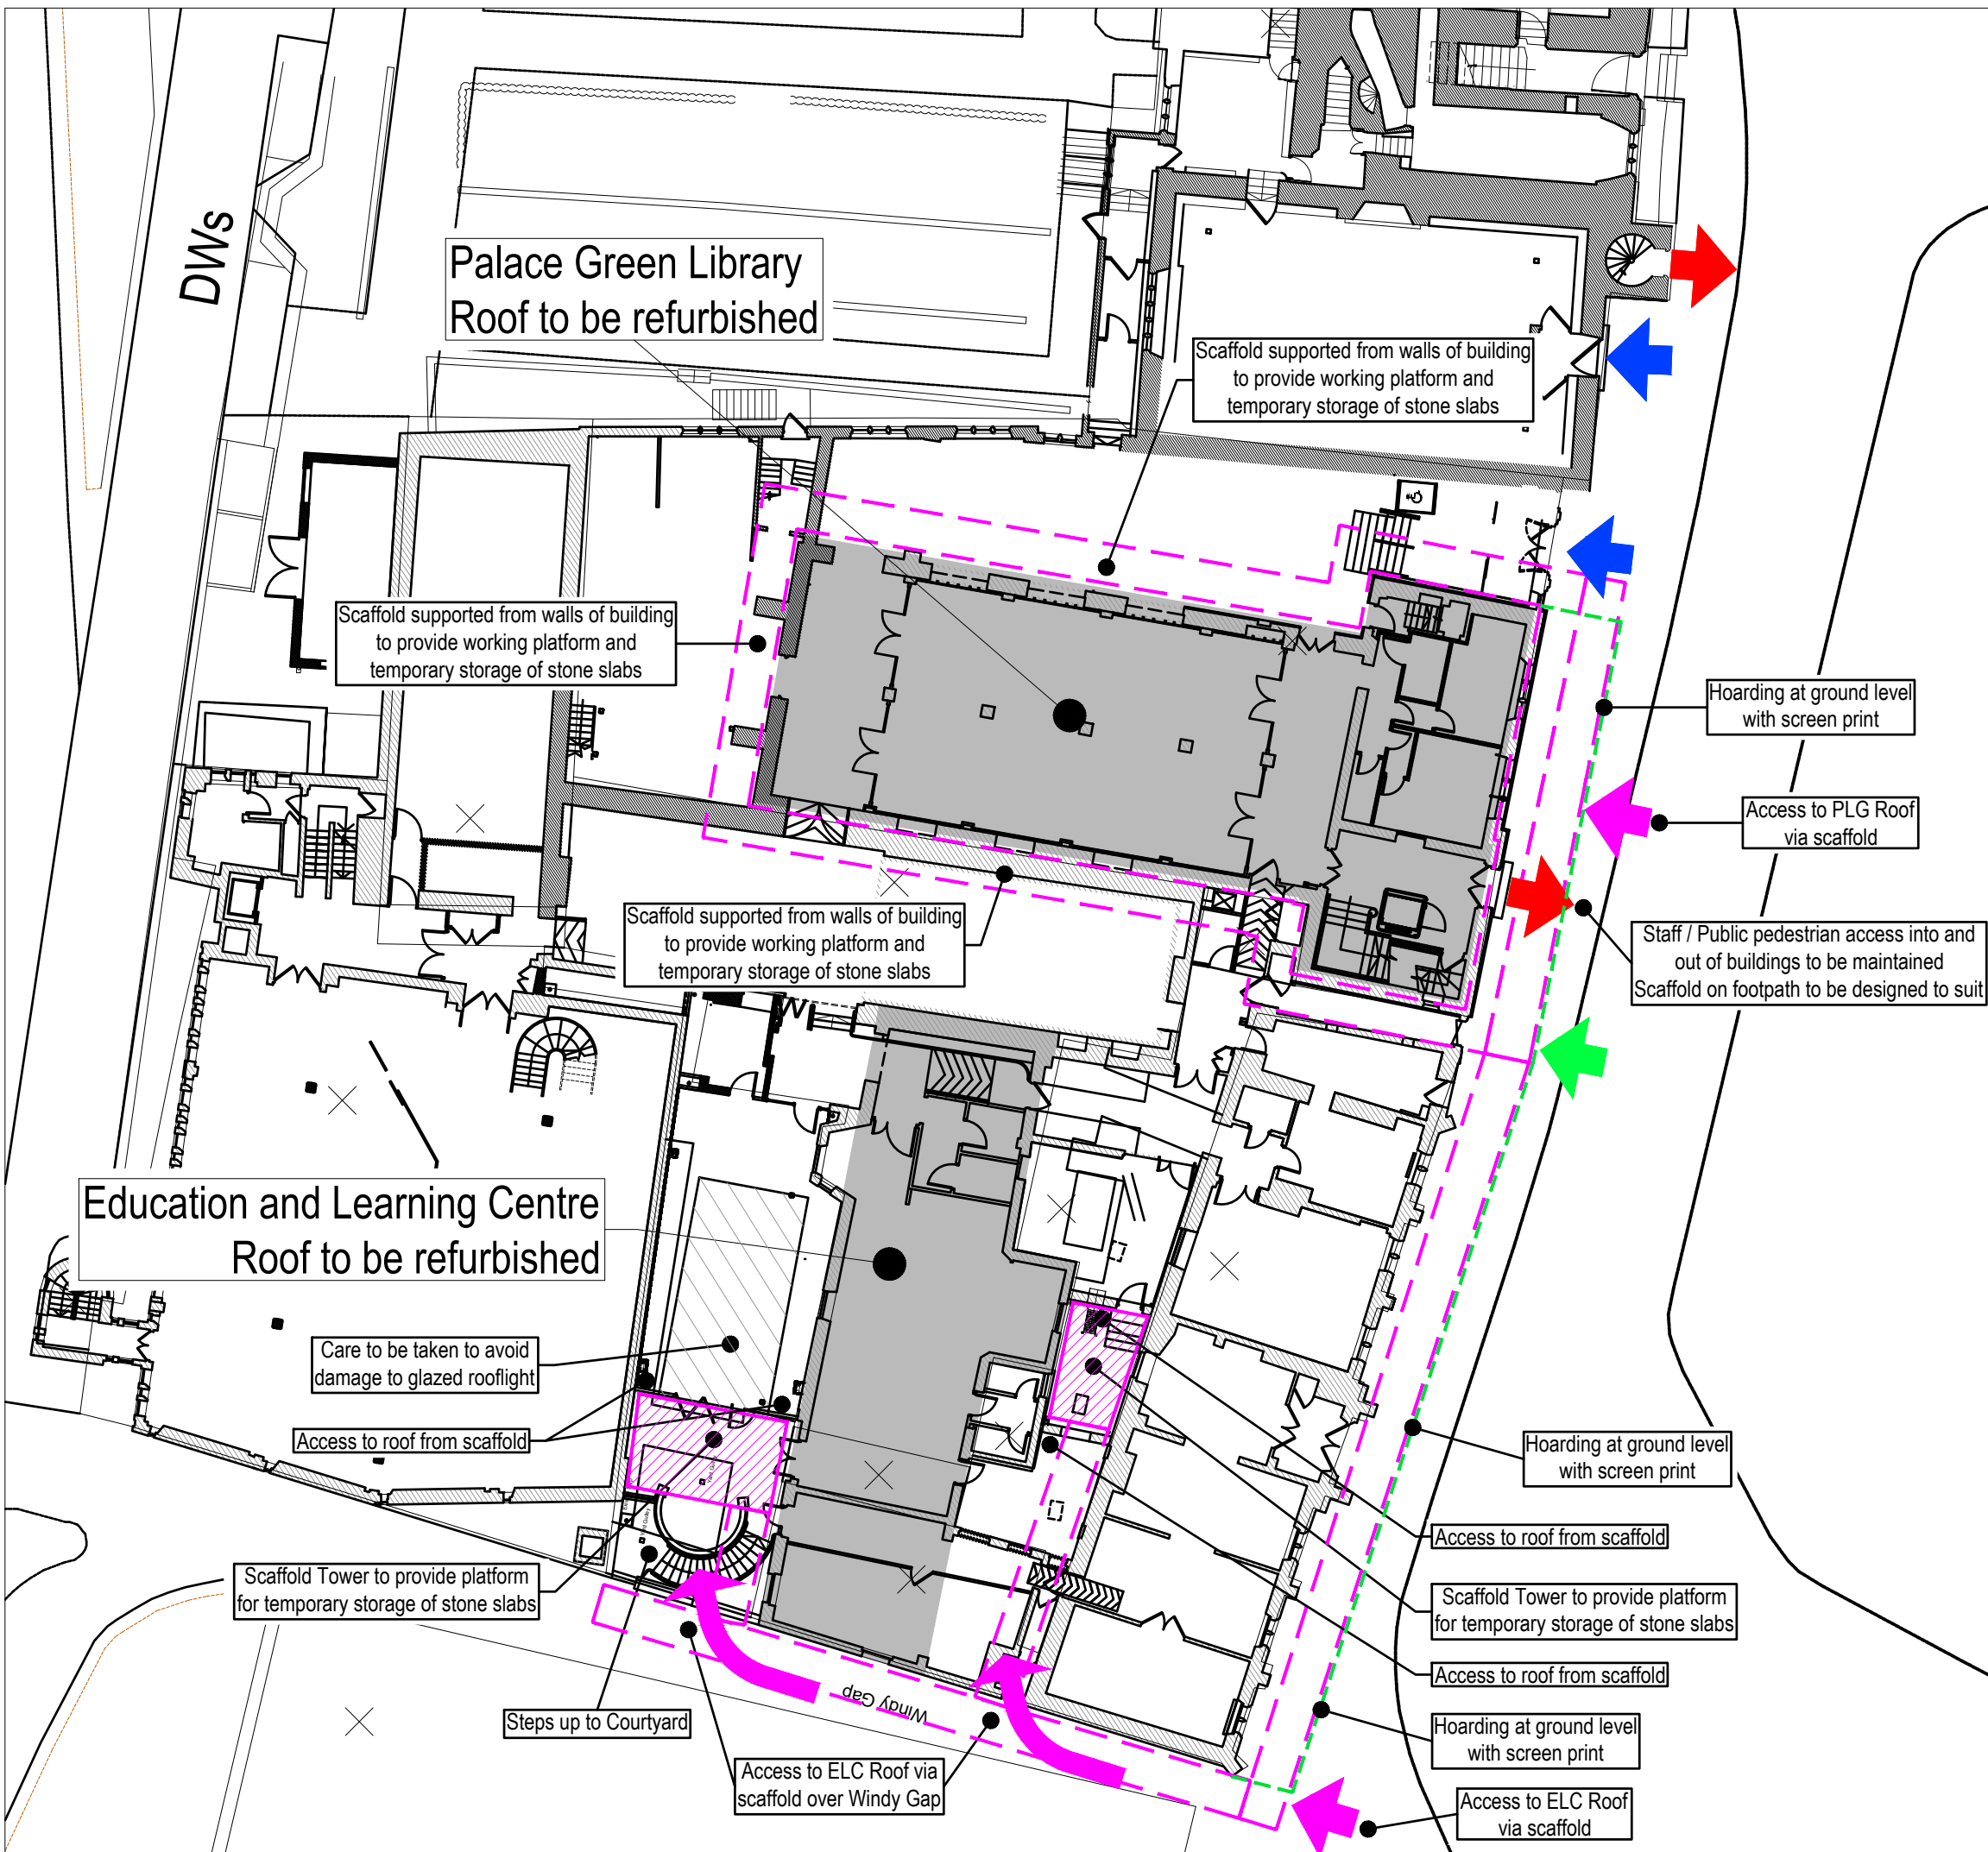 DWs
Palace Green Library
Roof to be refurbished
Scaffold supported from walls of building
to provide working platform and
temporary storage of stone slabs
Scaffold supported from walls of building
to provide working platform and
temporary storage of stone slabs
Hoarding at ground level
with screen print
Access to PLG Roof
via scaffold
Scaffold supported from walls of building
to provide working platform and
temporary storage of stone slabs
Staff / Public pedestrian access into and
out of buildings to be maintained
Scaffold on footpath to be designed to suit
Education and Learning Centre
Roof to be refurbished
Care to be taken to avoid
damage to glazed rooflight
Access to roof from scaffold
Hoarding at ground level
with screen print
Access to roof from scaffold
Scaffold Tower to provide platform
for temporary storage of stone slabs
Scaffold Tower to provide platform
for temporary storage of stone slabs
Access to roof from scaffold
Steps up to Courtyard
Windy Gap
Hoarding at ground level
with screen print
Access to ELC Roof via
scaffold over Windy Gap
Access to ELC Roof
via scaffold